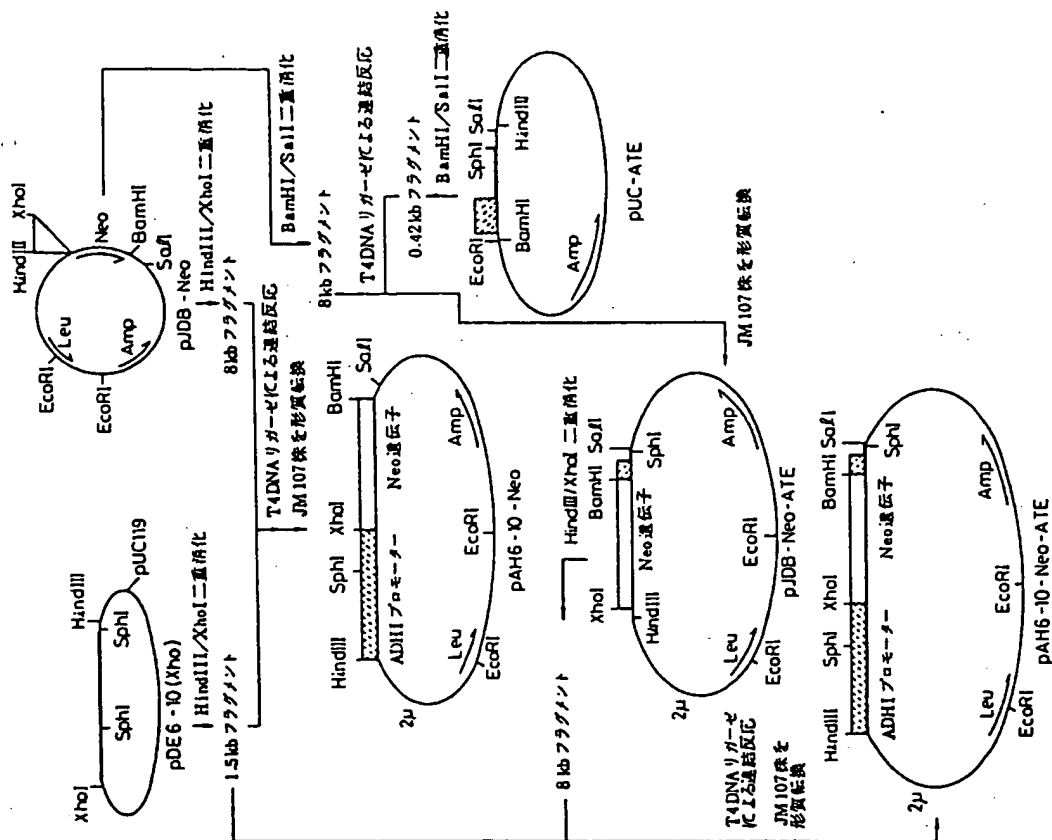 XhoI
HindIII
SphI
SphI
pUC119
pDE6-10(Xho)
HindIII/XhoI二重消化
1.5kbフラグメント
HindIII
XhoI
Neo
BamHI
SalI
EcoRI
Leu
EcoRI
Amp
pJDB-Neo
HindIII/XhoI二重消化
8kbフラグメント
T4DNAリガーゼによる連結反応
JM107株を形質転換
BamHI/SalI二重消化
8kbフラグメント
T4DNAリガーゼによる連結反応
0.42kbフラグメント
BamHI/SalI二重消化
EcoRI
SphI
SalI
BamHI
HindIII
Amp
pUC-ATE
HindIII
SphI
XhoI
BamHI
SalI
ADHIプロモーター
Neo遺伝子
2μ
Leu
EcoRI
EcoRI
Amp
pAH6-10-Neo
JM107株を形質転換
HindIII/XhoI二重消化
8kbフラグメント
XhoI
BamHI
SalI
HindIII
Neo遺伝子
SphI
2μ
Leu
EcoRI
EcoRI
Amp
pJDB-Neo-ATE
T4DNAリガーゼ
による連結反応
JM107株を
形質転換
HindIII
SphI
XhoI
BamHI
SalI
ADHIプロモーター
Neo遺伝子
SphI
2μ
Leu
EcoRI
EcoRI
Amp
pAH6-10-Neo-ATE